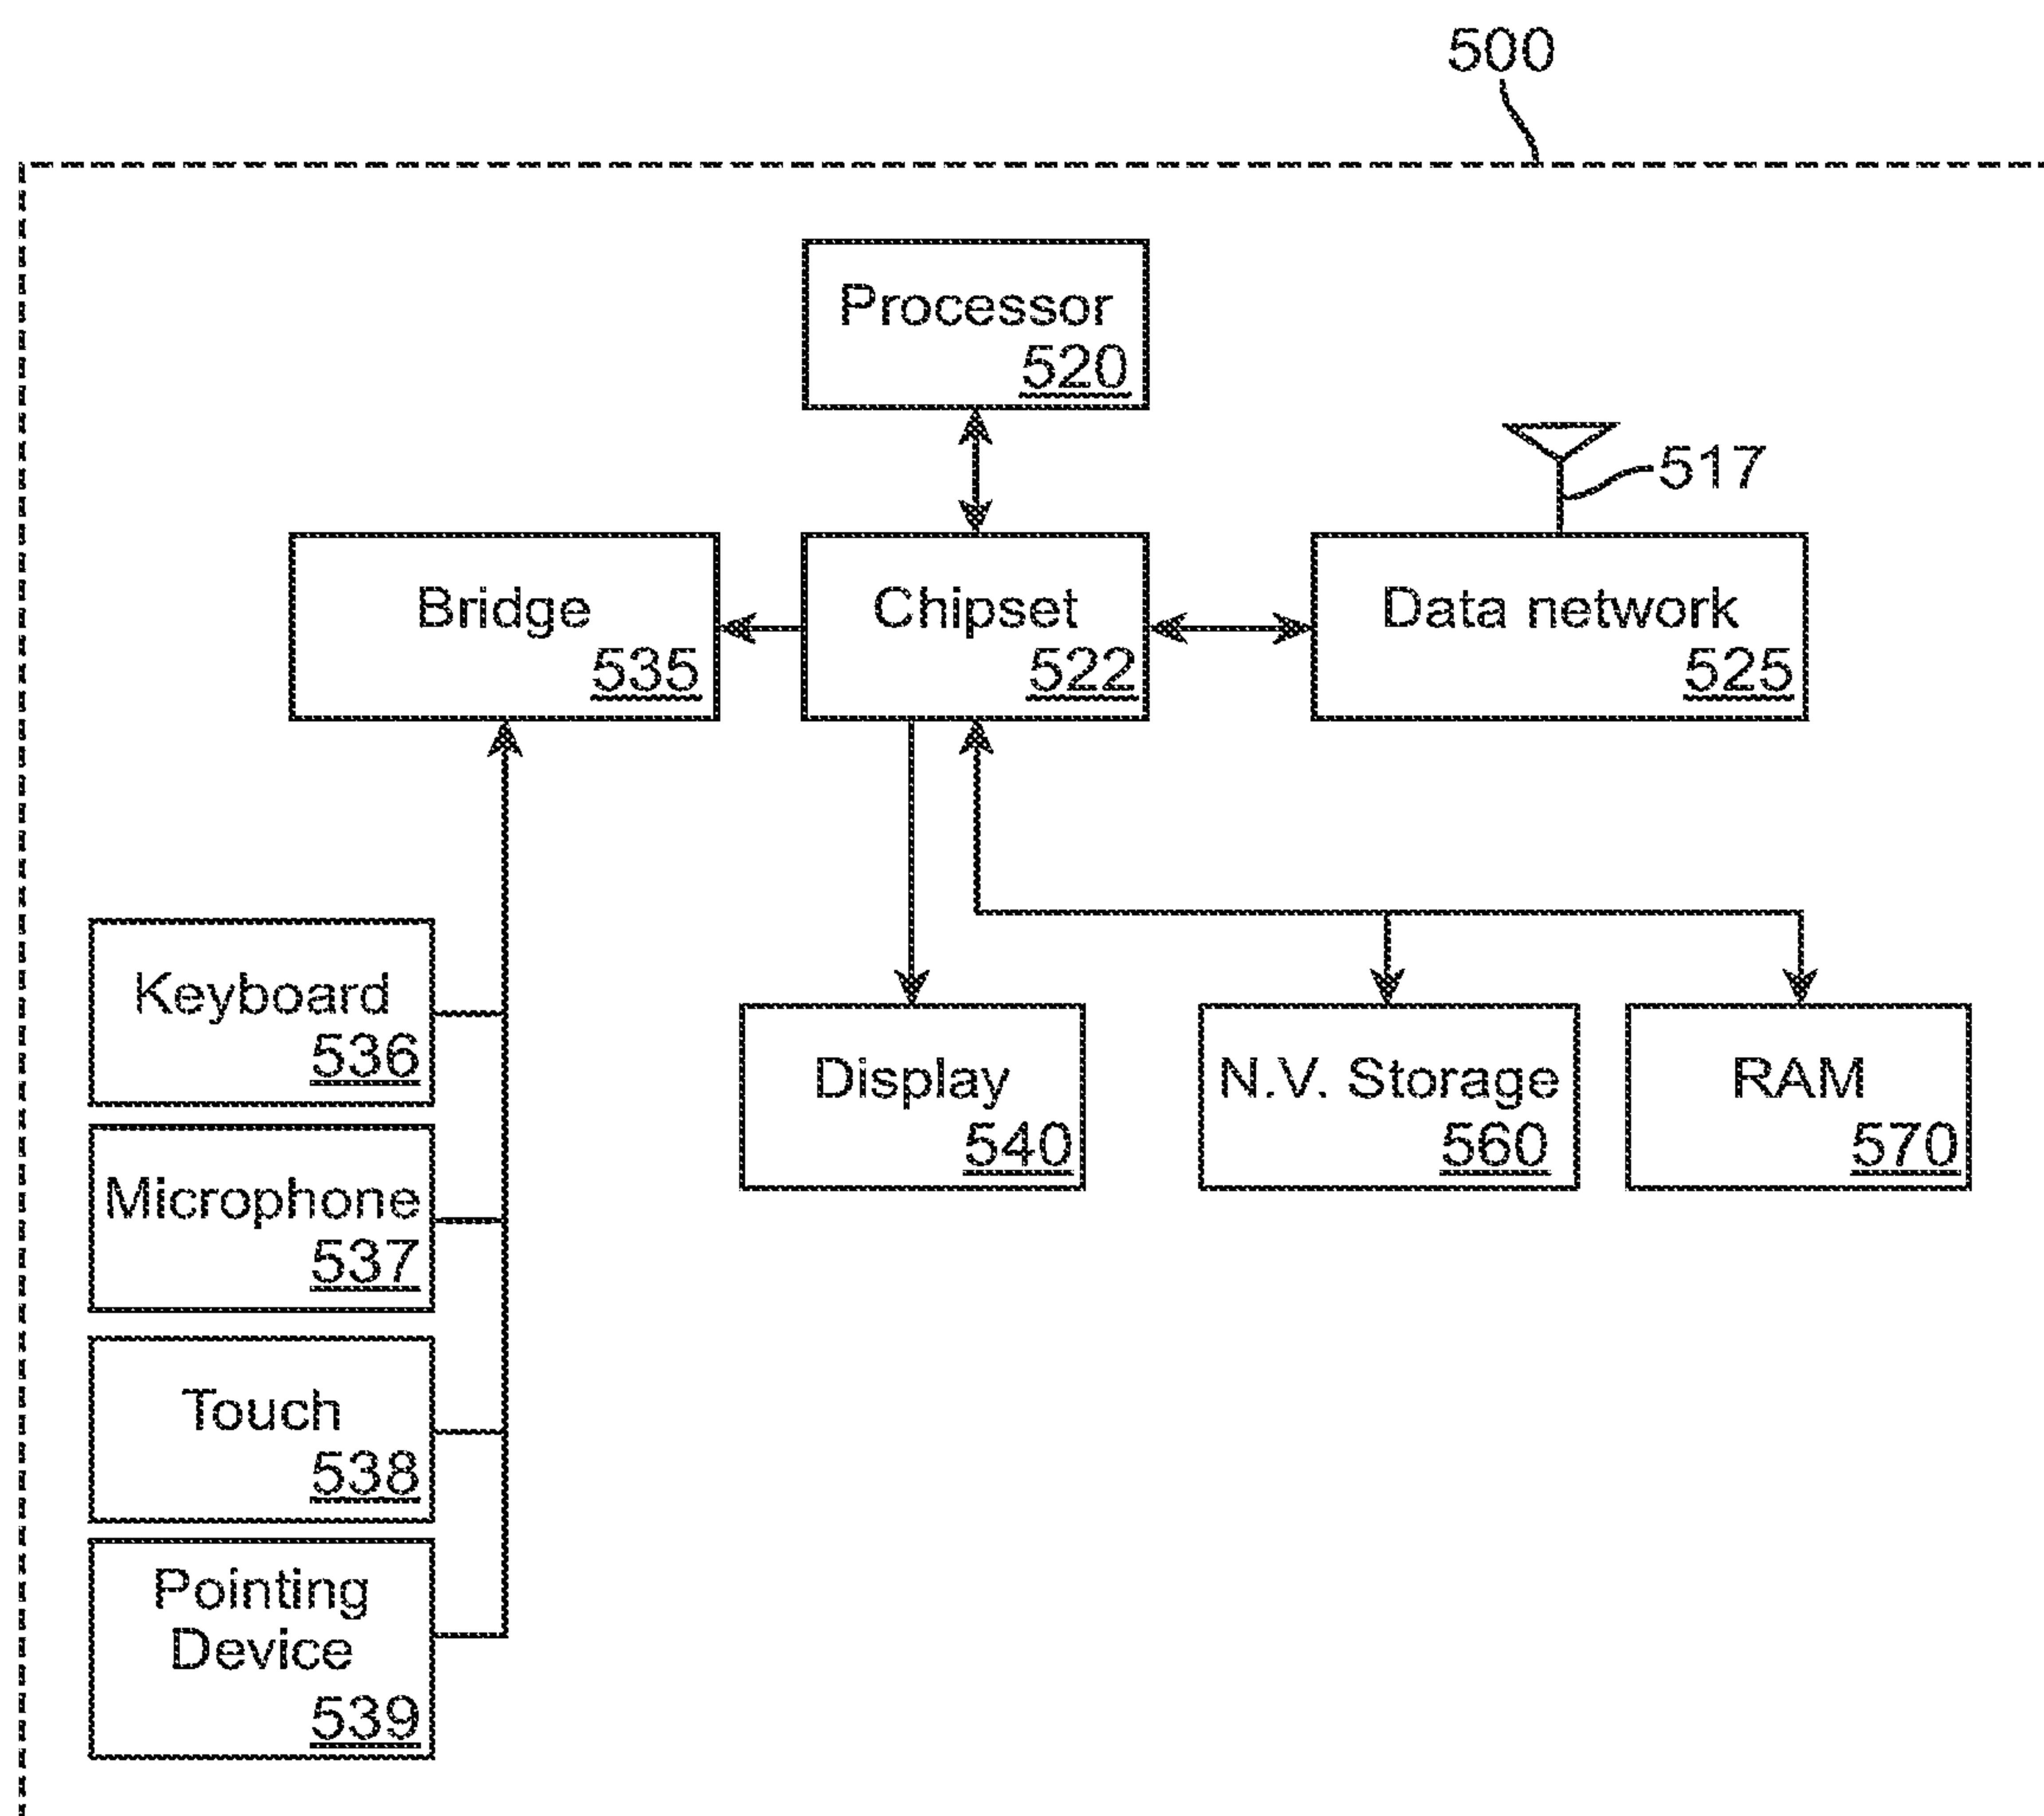 500
Processor
520
517
Bridge
535
Chipset
522
Data network
525
Keyboard
536
Display
540
N.V. Storage
560
RAM
570
Microphone
537
Touch
538
Pointing
Device
539